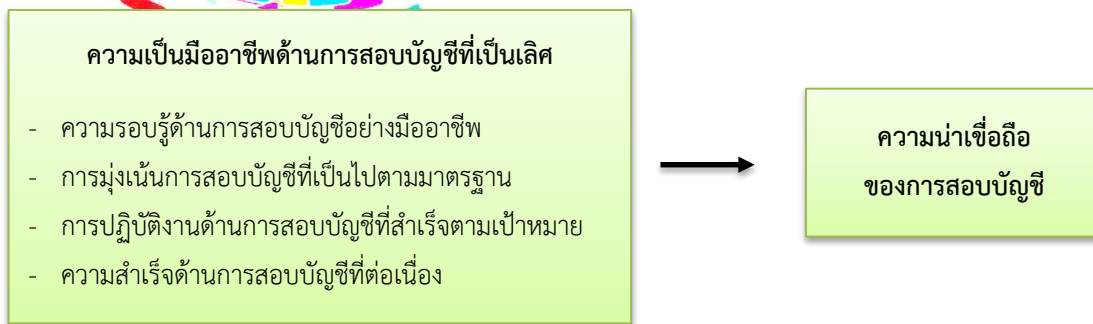 ความเป็นมืออาชีพด้านการสอบบัญชีที่เป็นเลิศ
- ความรอบรู้ด้านการสอบบัญชีอย่างมืออาชีพ
- การมุ่งเน้นการสอบบัญชีที่เป็นไปตามมาตรฐาน
- การปฏิบัติงานด้านการสอบบัญชีที่สำเร็จตามเป้าหมาย
- ความสำเร็จด้านการสอบบัญชีที่ต่อเนื่อง
ความน่าเชื่อถือ
ของการสอบบัญชี